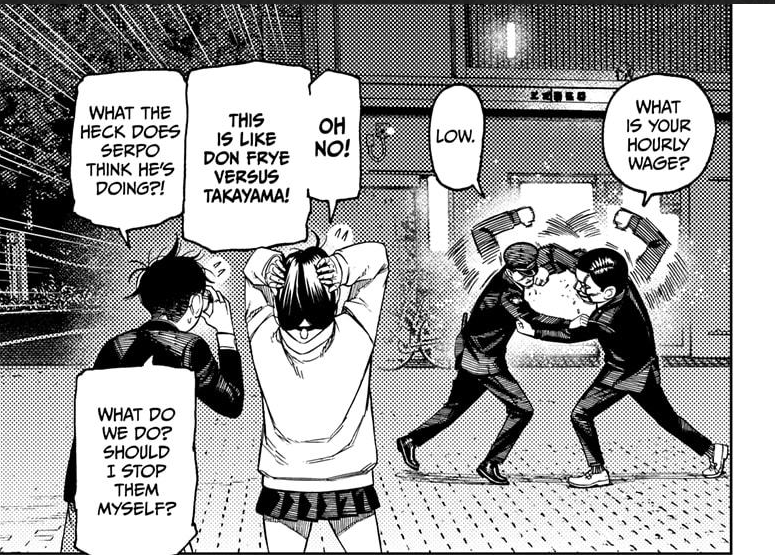 WHAT
IS YOUR
HOURLY
WAGE?
LOW.
OH
NO!
THIS
IS LIKE
DON FRYE
VERSUS
TAKAYAMA!
WHAT THE
HECK DOES
SERPO
THINK HE'S
DOING?!
WHAT DO
WE DO?
SHOULD
I STOP
THEM
MYSELF?